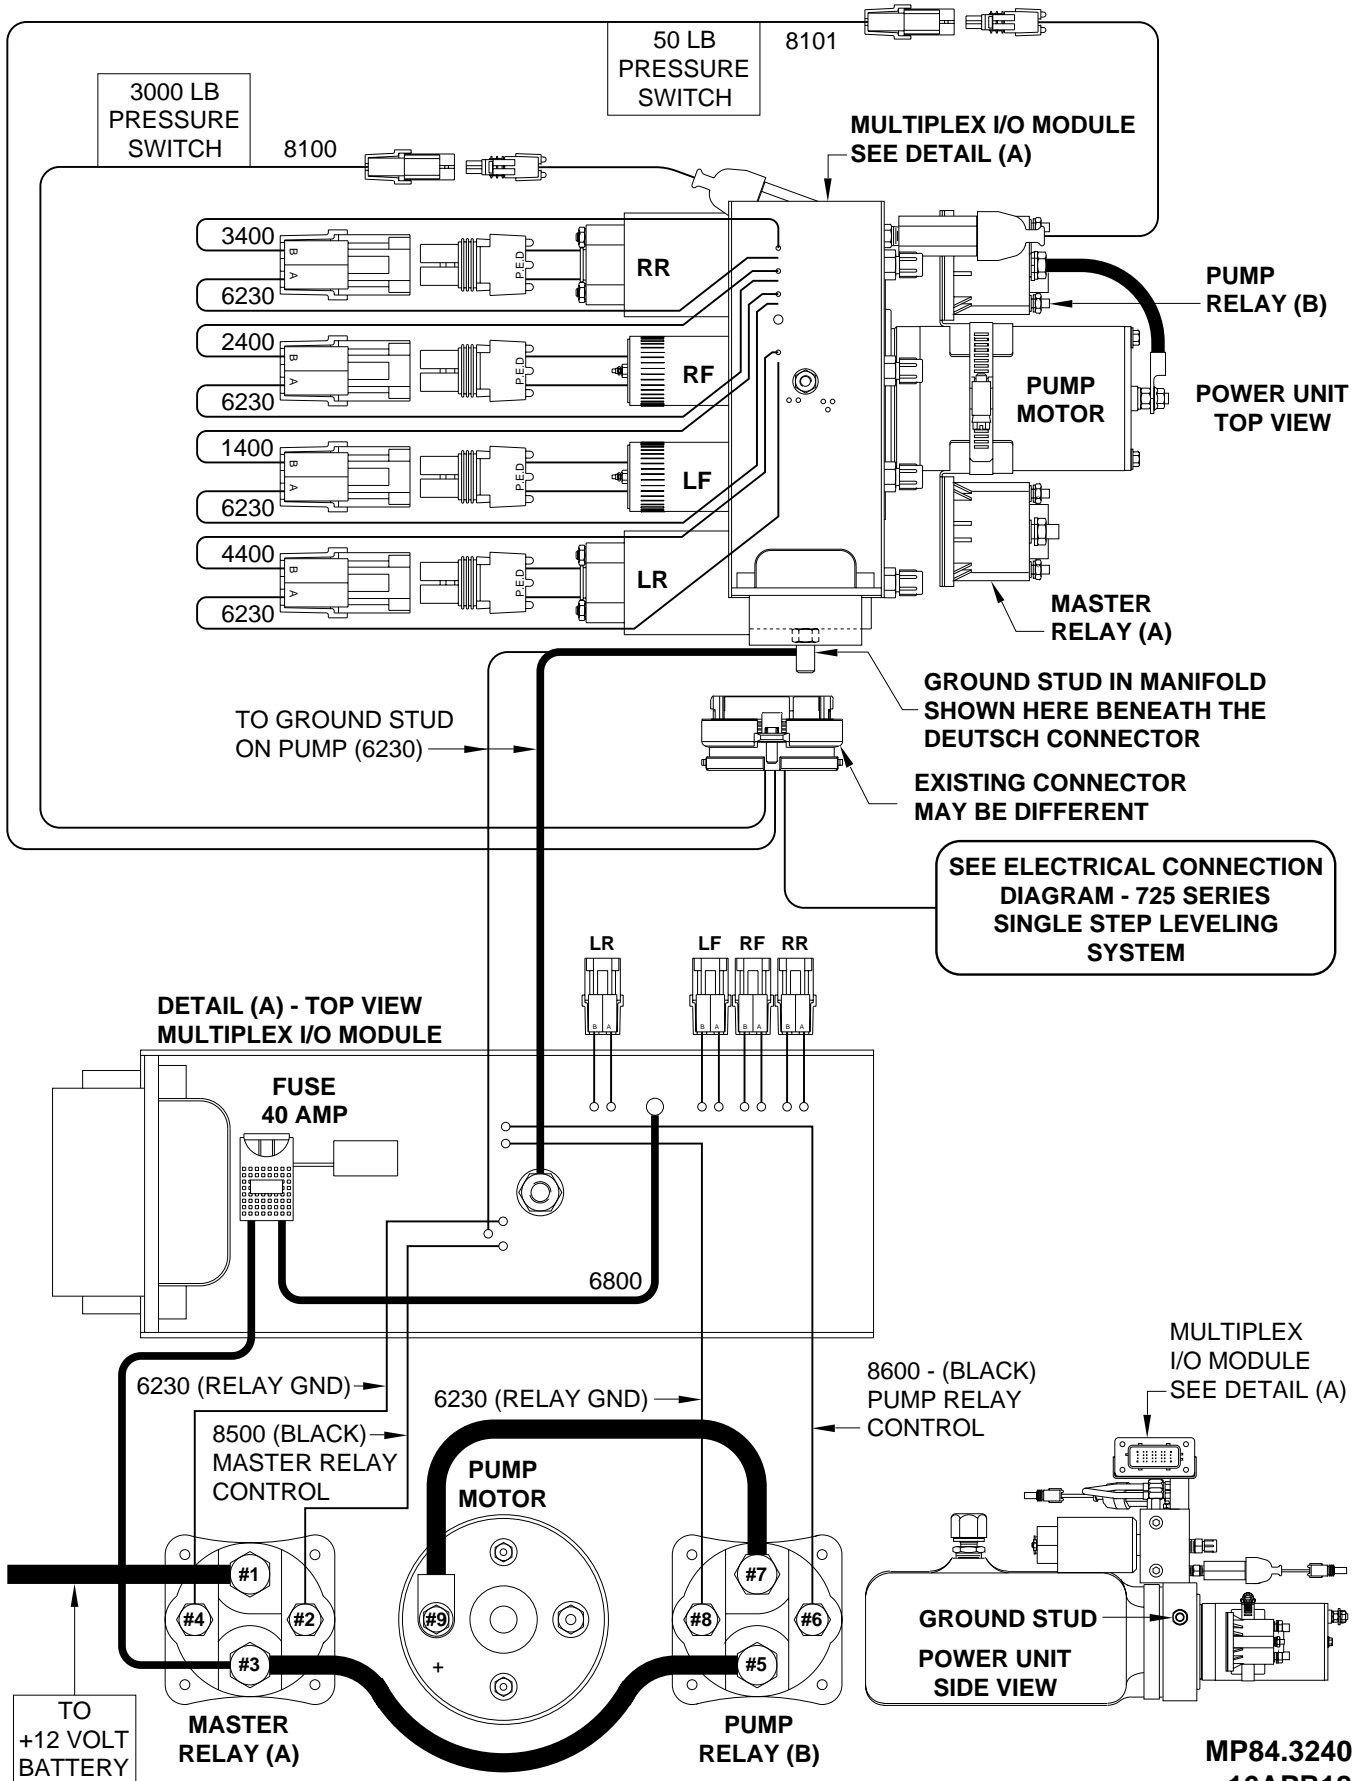 50 LB
PRESSURE
SWITCH
8101
3000 LB
PRESSURE
SWITCH
8100
MULTIPLEX I/O MODULE
SEE DETAIL (A)
3400
B
A
6230
P.E.D.
RR
PUMP
RELAY (B)
2400
B
A
6230
P.E.D.
RF
PUMP
MOTOR
POWER UNIT
TOP VIEW
1400
B
A
6230
P.E.D.
LF
4400
B
A
6230
P.E.D.
LR
MASTER
RELAY (A)
GROUND STUD IN MANIFOLD
SHOWN HERE BENEATH THE
DEUTSCH CONNECTOR
TO GROUND STUD
ON PUMP (6230)
EXISTING CONNECTOR
MAY BE DIFFERENT
SEE ELECTRICAL CONNECTION
DIAGRAM - 725 SERIES
SINGLE STEP LEVELING
SYSTEM
LR LF RF RR
B A B A B A B A
DETAIL (A) - TOP VIEW
MULTIPLEX I/O MODULE
FUSE
40 AMP
6800
6230 (RELAY GND)
8500 (BLACK)
MASTER RELAY
CONTROL
6230 (RELAY GND)
8600 - (BLACK)
PUMP RELAY
CONTROL
MULTIPLEX
I/O MODULE
SEE DETAIL (A)
PUMP
MOTOR
#1
#4
#2
#3
#9
+
#7
#8
#6
#5
GROUND STUD
POWER UNIT
SIDE VIEW
TO
+12 VOLT
BATTERY
MASTER
RELAY (A)
PUMP
RELAY (B)
MP84.3240
16APR18